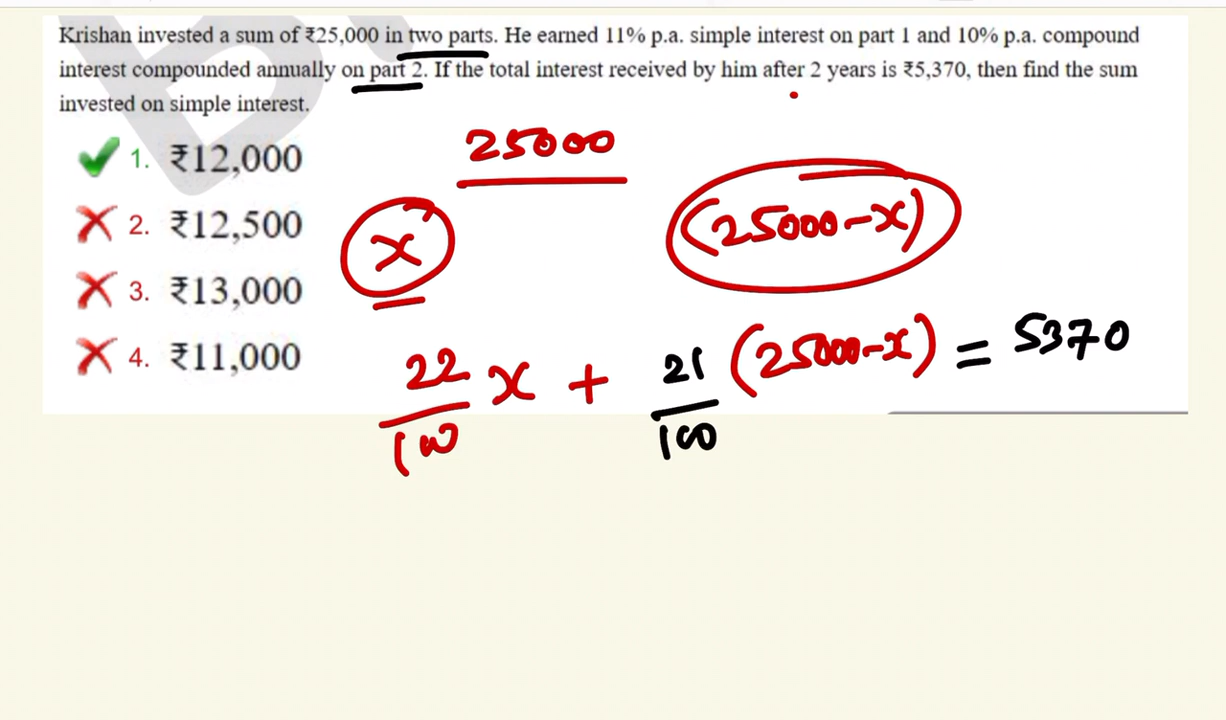 Krishan invested a sum of ₹25,000 in two parts. He earned 11% p.a. simple interest on part 1 and 10% p.a. compound
interest compounded annually on part 2. If the total interest received by him after 2 years is ₹5,370, then find the sum
invested on simple interest.
1. ₹12,000
2. ₹12,500
3. ₹13,000
4. ₹11,000
25000
x
(25000-x)
22/100 x + 21/100 (25000-x) = 5370